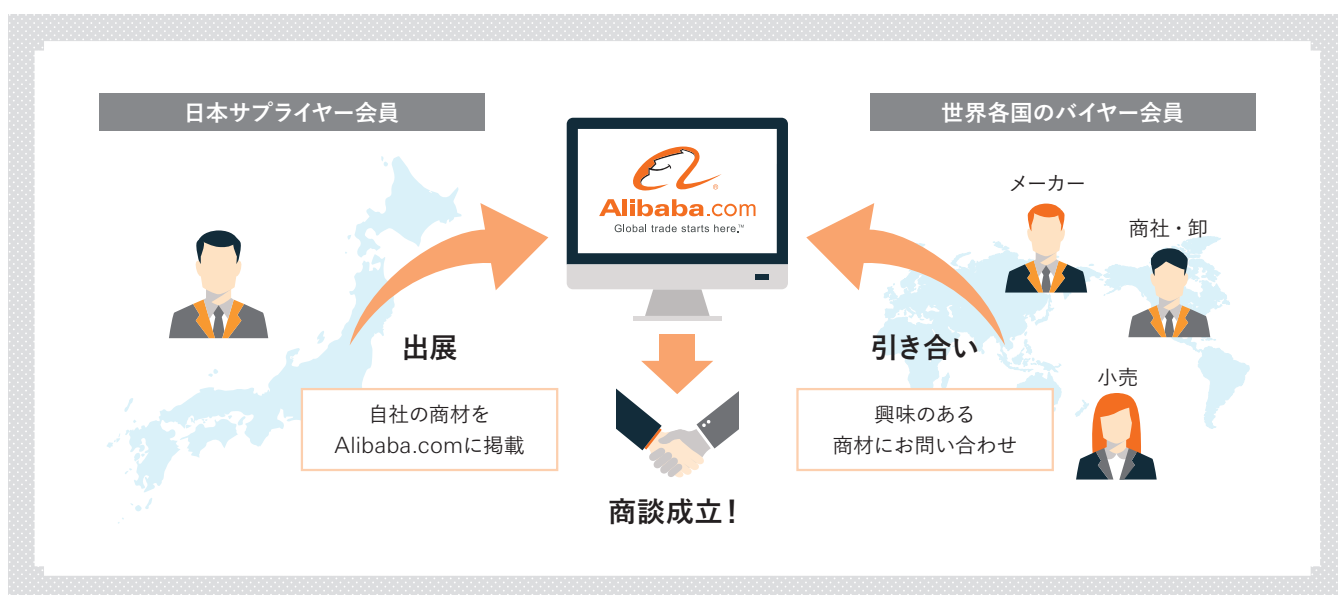 日本サプライヤー会員
世界各国のバイヤー会員
Alibaba.com
Global trade starts here.™
メーカー
商社・卸
小売
出展
自社の商材を
Alibaba.comに掲載
引き合い
興味のある
商材にお問い合わせ
商談成立！